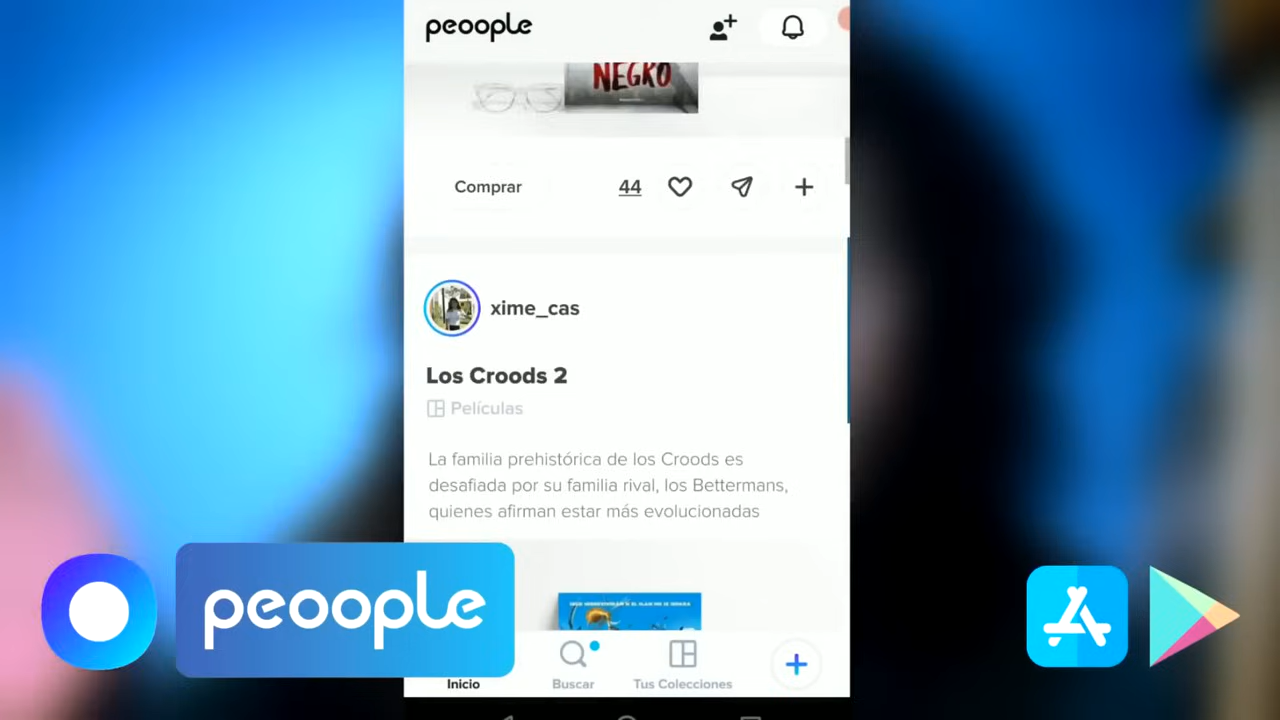 peoople
NEGRO
Comprar
44
xime_cas
Los Croods 2
Películas
La familia prehistórica de los Croods es
desafiada por su familia rival, los Bettermans,
quienes afirman estar más evolucionadas
peoople
Inicio
Buscar
Tus Colecciones